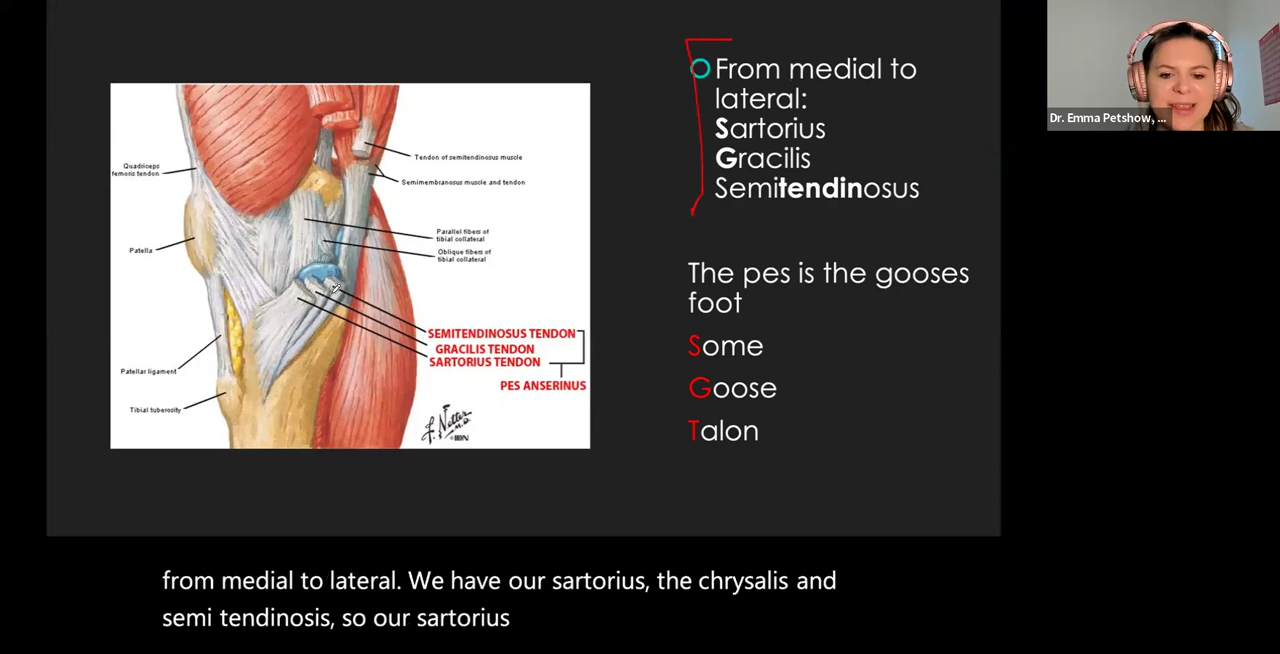 From medial to
lateral:
Sartorius
Gracilis
Semitendinosus
The pes is the gooses
foot
Some
Goose
Talon
Quadriceps
femoris tendon
Patella
Patellar ligament
Tibial tuberosity
Tendon of semitendinosus muscle
Semimembranosus muscle and tendon
Parallel fibers of
tibial collateral
Oblique fibers of
tibial collateral
SEMITENDINOSUS TENDON
GRACILIS TENDON
SARTORIUS TENDON
PES ANSERINUS
F. Netter
M.D.
Dr. Emma Petshow, ...
from medial to lateral. We have our sartorius, the chrysalis and
semi tendinosis, so our sartorius